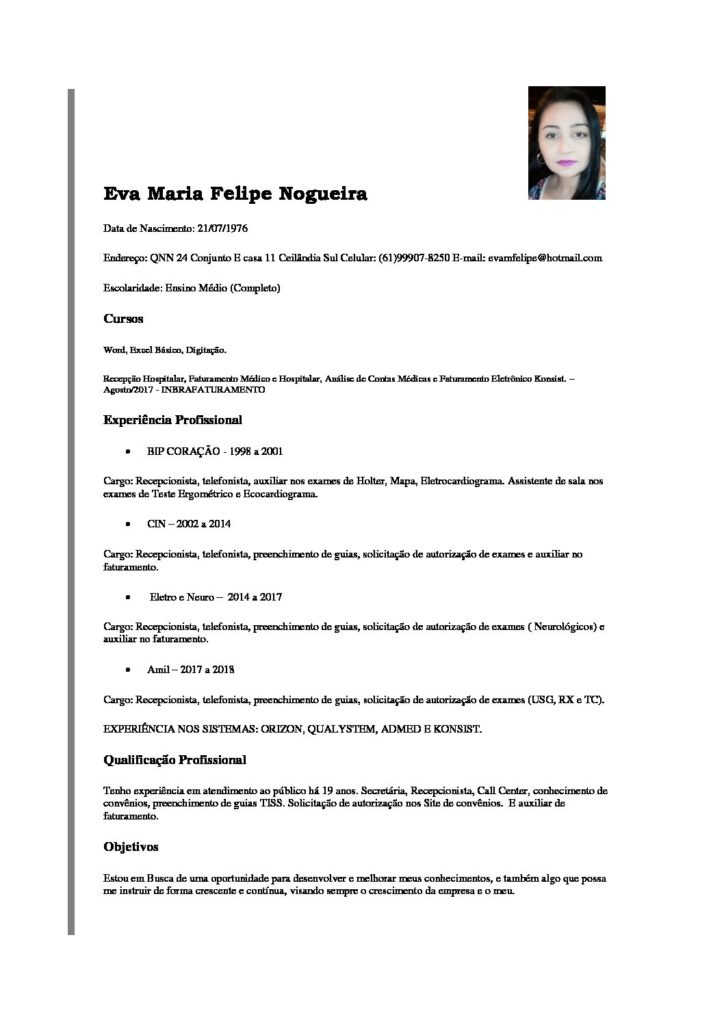 Eva Maria Felipe Nogueira
Data de Nascimento: 21/07/1976
Endereço: QNN 24 Conjunto E casa 11 Ceilândia Sul Celular: (61)99907-8250 E-mail: evamfelipe@hotmail.com
Escolaridade: Ensino Médio (Completo)
Cursos
Word, Excel Básico, Digitação.
Recepção Hospitalar, Faturamento Médico e Hospitalar, Análise de Contas Médicas e Faturamento Eletrônico Konsist. –
Agosto/2017 - INBRAFATURAMENTO
Experiência Profissional
• BIP CORAÇÃO - 1998 a 2001
Cargo: Recepcionista, telefonista, auxiliar nos exames de Holter, Mapa, Eletrocardiograma. Assistente de sala nos
exames de Teste Ergométrico e Ecocardiograma.
• CIN – 2002 a 2014
Cargo: Recepcionista, telefonista, preenchimento de guias, solicitação de autorização de exames e auxiliar no
faturamento.
• Eletro e Neuro – 2014 a 2017
Cargo: Recepcionista, telefonista, preenchimento de guias, solicitação de autorização de exames ( Neurológicos) e
auxiliar no faturamento.
• Amil – 2017 a 2018
Cargo: Recepcionista, telefonista, preenchimento de guias, solicitação de autorização de exames (USG, RX e TC).
EXPERIÊNCIA NOS SISTEMAS: ORIZON, QUALYSTEM, ADMED E KONSIST.
Qualificação Profissional
Tenho experiência em atendimento ao público há 19 anos. Secretária, Recepcionista, Call Center, conhecimento de
convênios, preenchimento de guias TISS. Solicitação de autorização nos Site de convênios. E auxiliar de
faturamento.
Objetivos
Estou em Busca de uma oportunidade para desenvolver e melhorar meus conhecimentos, e também algo que possa
me instruir de forma crescente e contínua, visando sempre o crescimento da empresa e o meu.